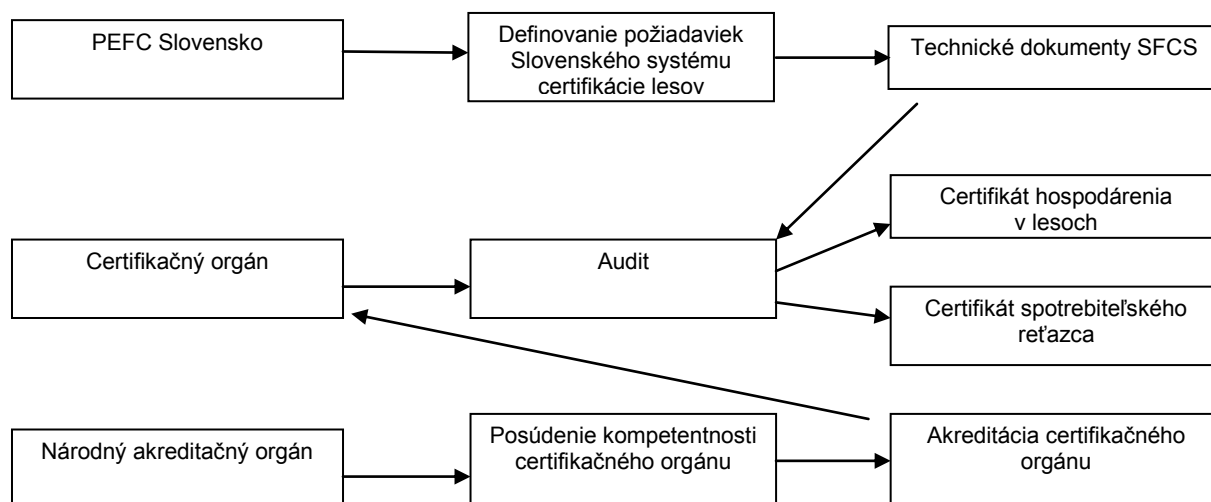 PEFC Slovensko
Definovanie požiadaviek
Slovenského systému
certifikácie lesov
Technické dokumenty SFCS
Certifikát hospodárenia
v lesoch
Certifikačný orgán
Audit
Certifikát spotrebiteľského
reťazca
Národný akreditačný orgán
Posúdenie kompetentnosti
certifikačného orgánu
Akreditácia certifikačného
orgánu